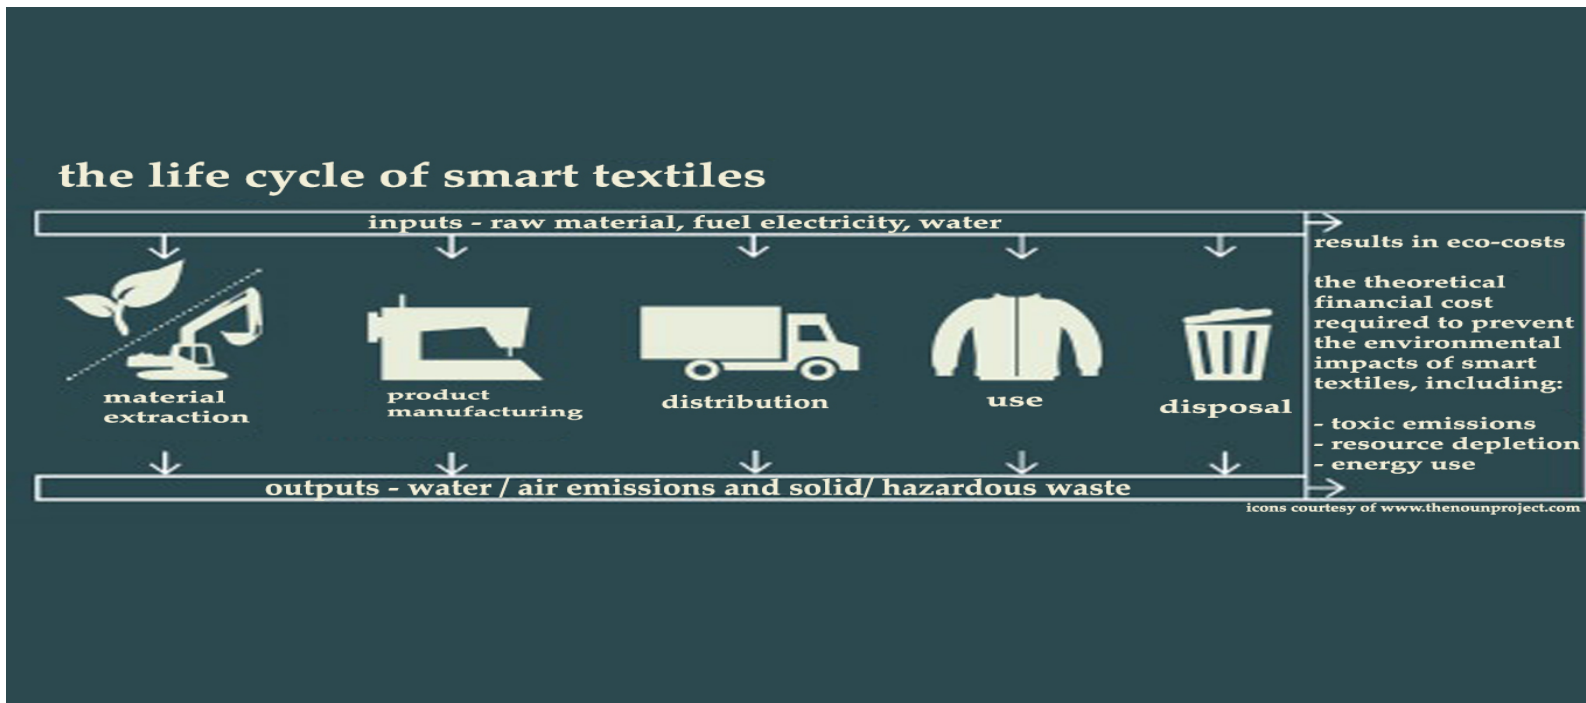 the life cycle of smart textiles
inputs - raw material, fuel electricity, water
material
extraction
product
manufacturing
distribution
use
disposal
outputs - water / air emissions and solid/ hazardous waste
results in eco-costs
the theoretical
financial cost
required to prevent
the environmental
impacts of smart
textiles, including:
- toxic emissions
- resource depletion
- energy use
icons courtesy of www.thenounproject.com